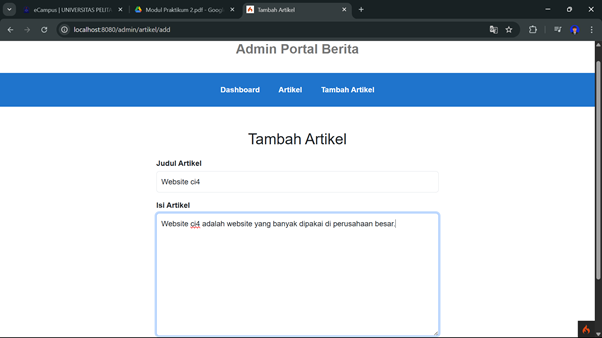 eCampus | UNIVERSITAS PELITA
Modul Praktikum 2.pdf - Google
Tambah Artikel
localhost:8080/admin/artikel/add
Admin Portal Berita
Dashboard Artikel Tambah Artikel
Tambah Artikel
Judul Artikel
Website ci4
Isi Artikel
Website ci4 adalah website yang banyak dipakai di perusahaan besar.